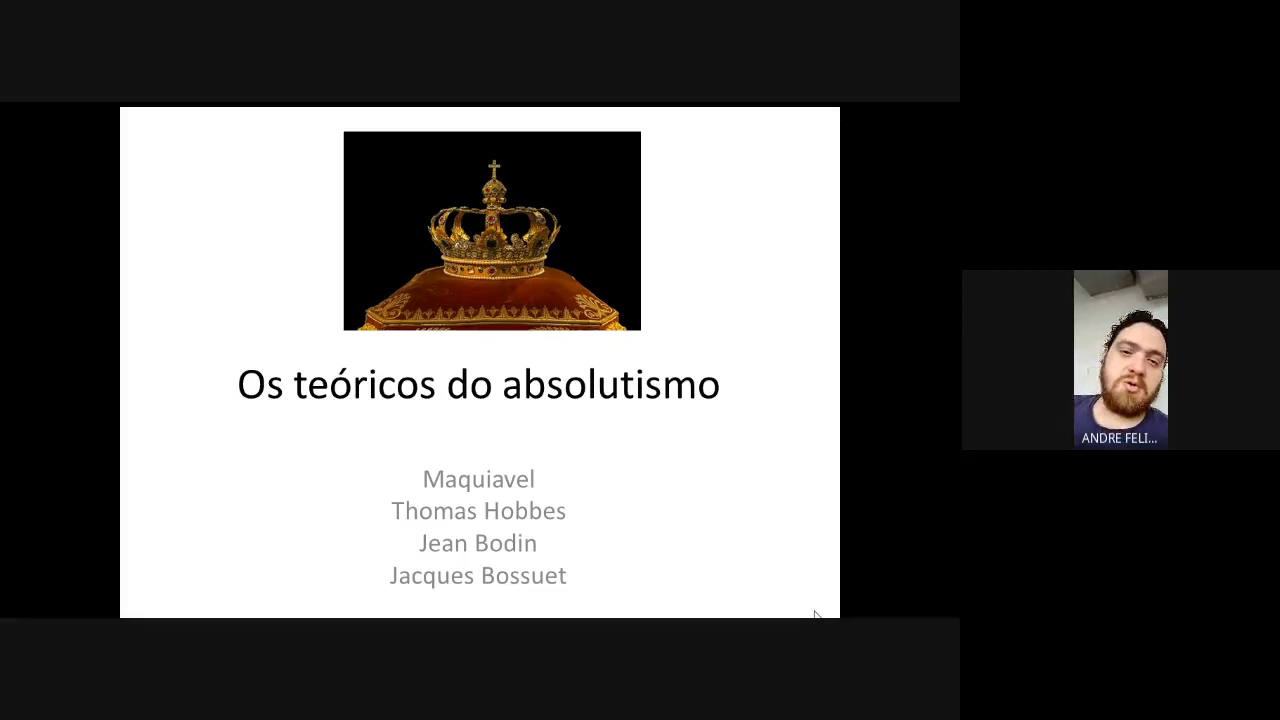 Os teóricos do absolutismo
Maquiavel
Thomas Hobbes
Jean Bodin
Jacques Bossuet
ANDRE FELI...